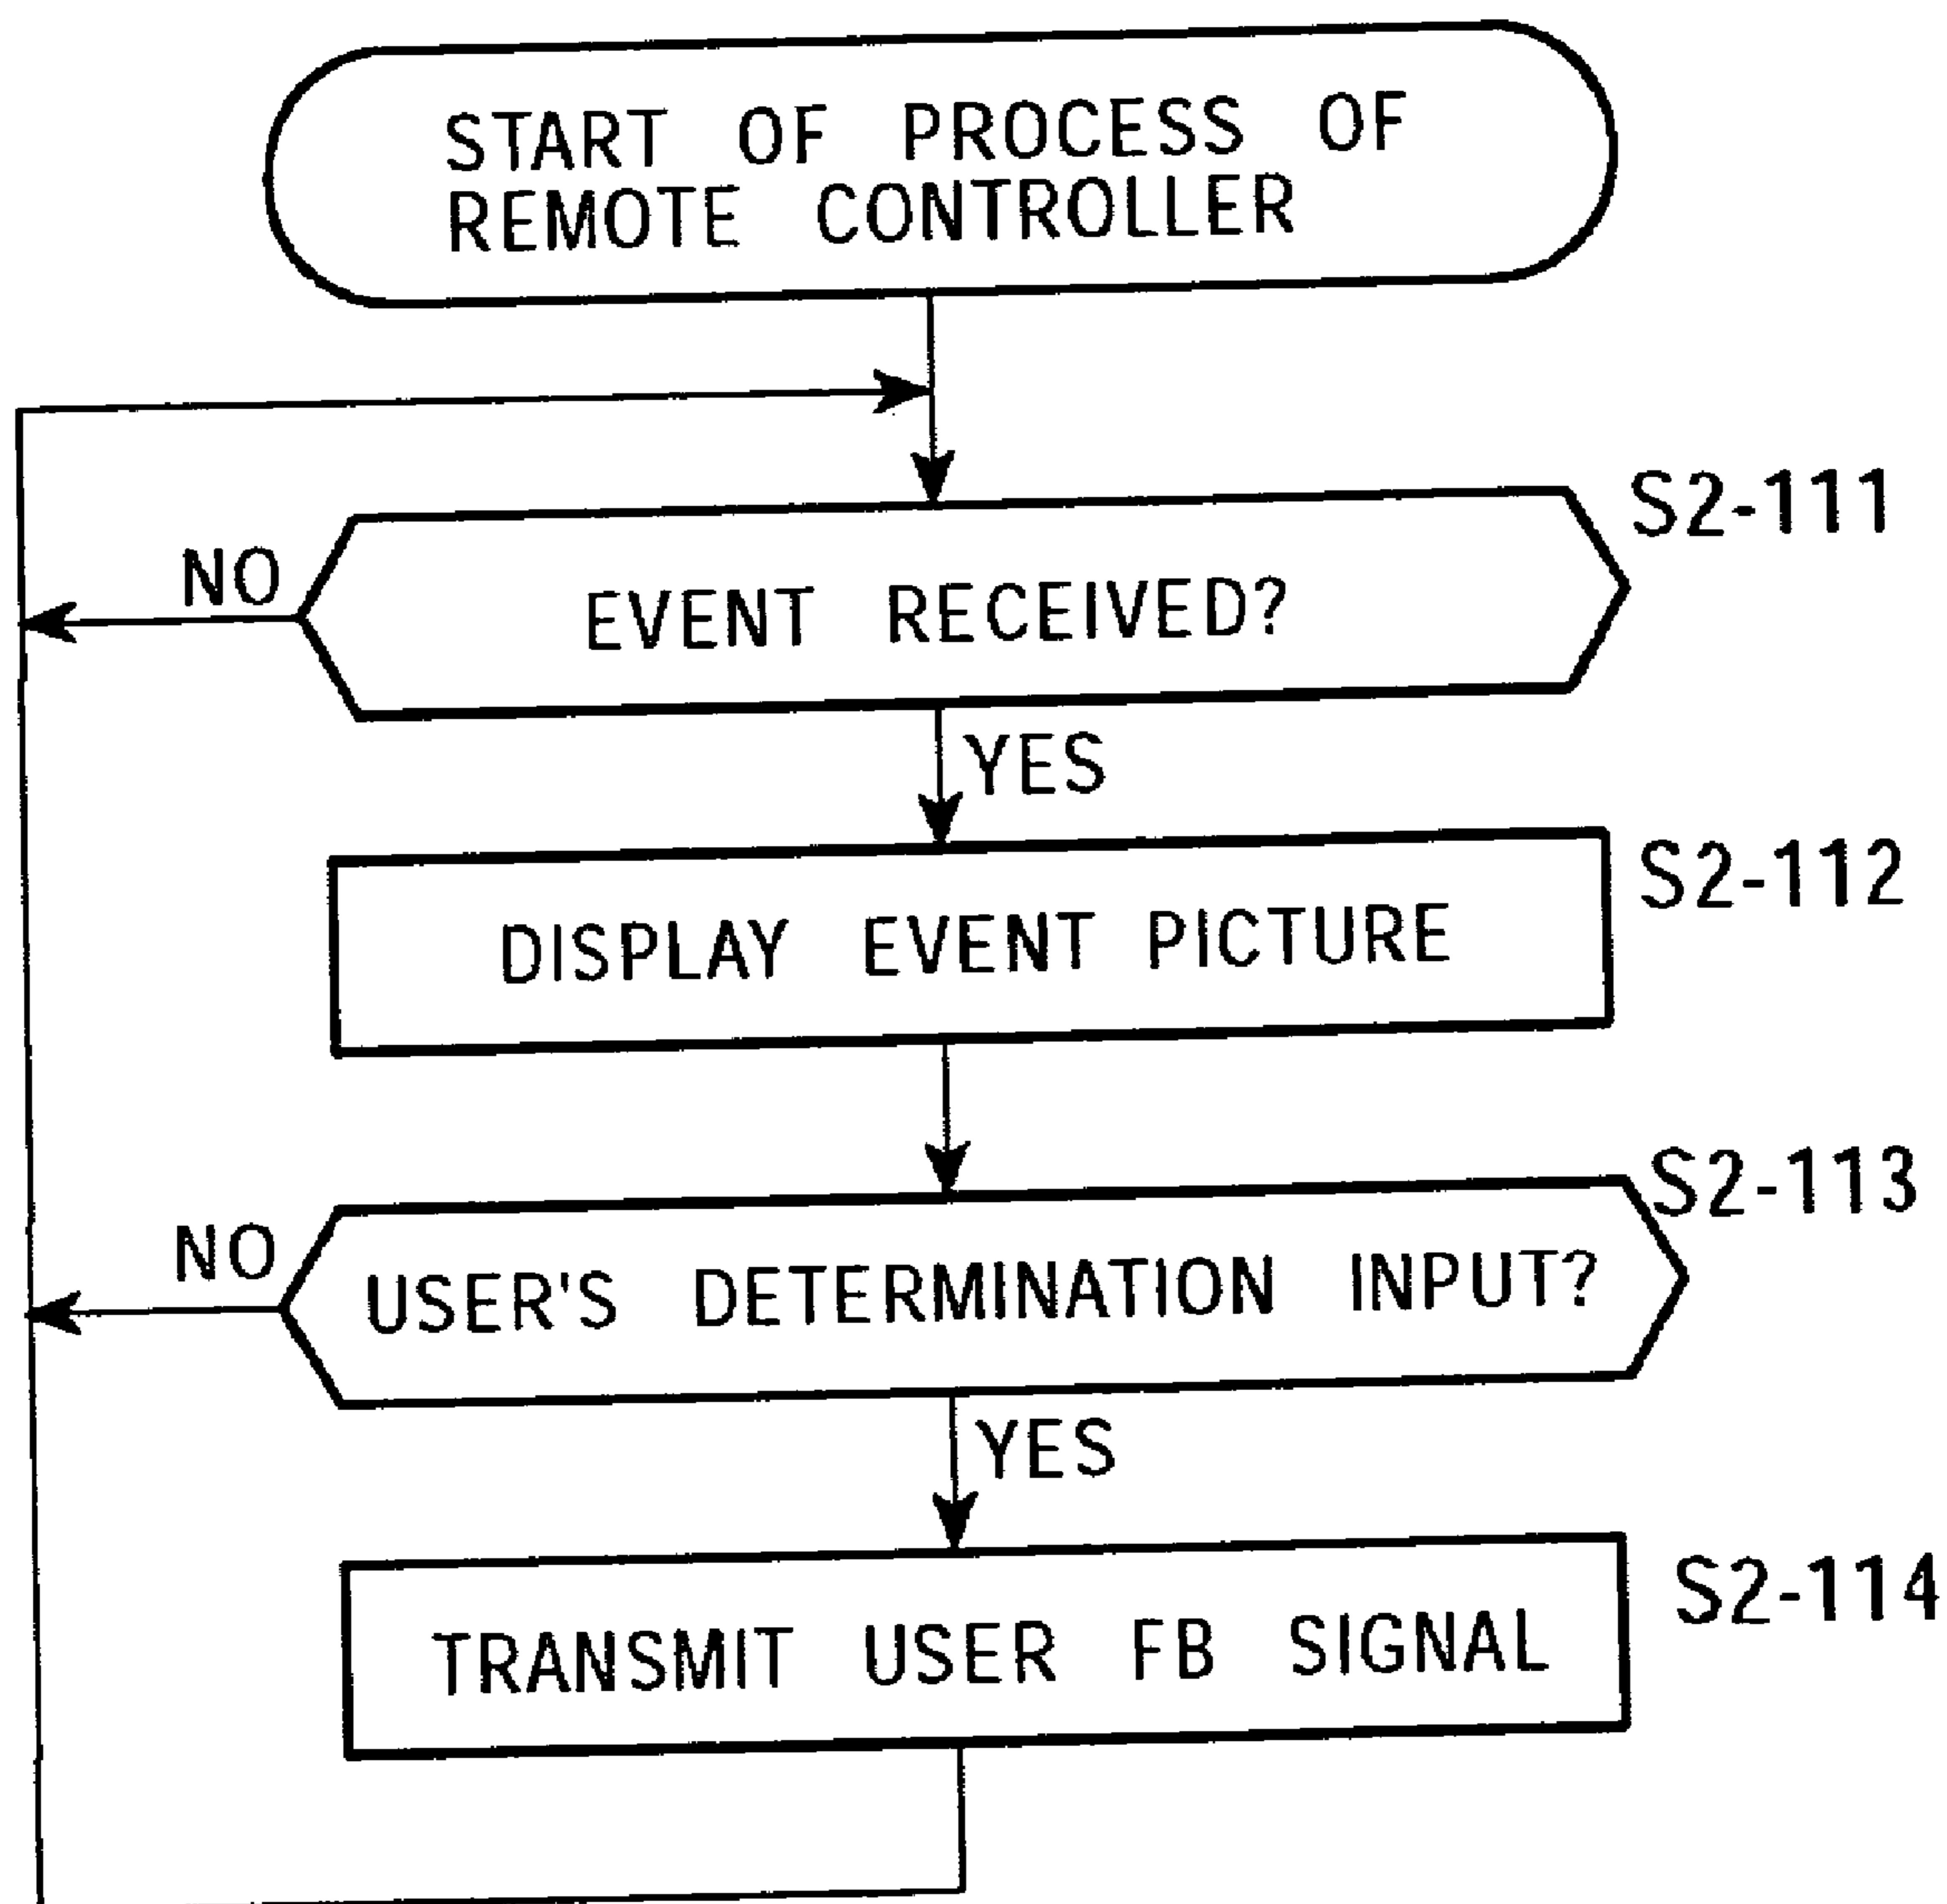 START OF PROCESS OF
REMOTE CONTROLLER
S2-111
NO
EVENT RECEIVED?
YES
S2-112
DISPLAY EVENT PICTURE
S2-113
NO
USER'S DETERMINATION INPUT?
YES
S2-114
TRANSMIT USER FB SIGNAL